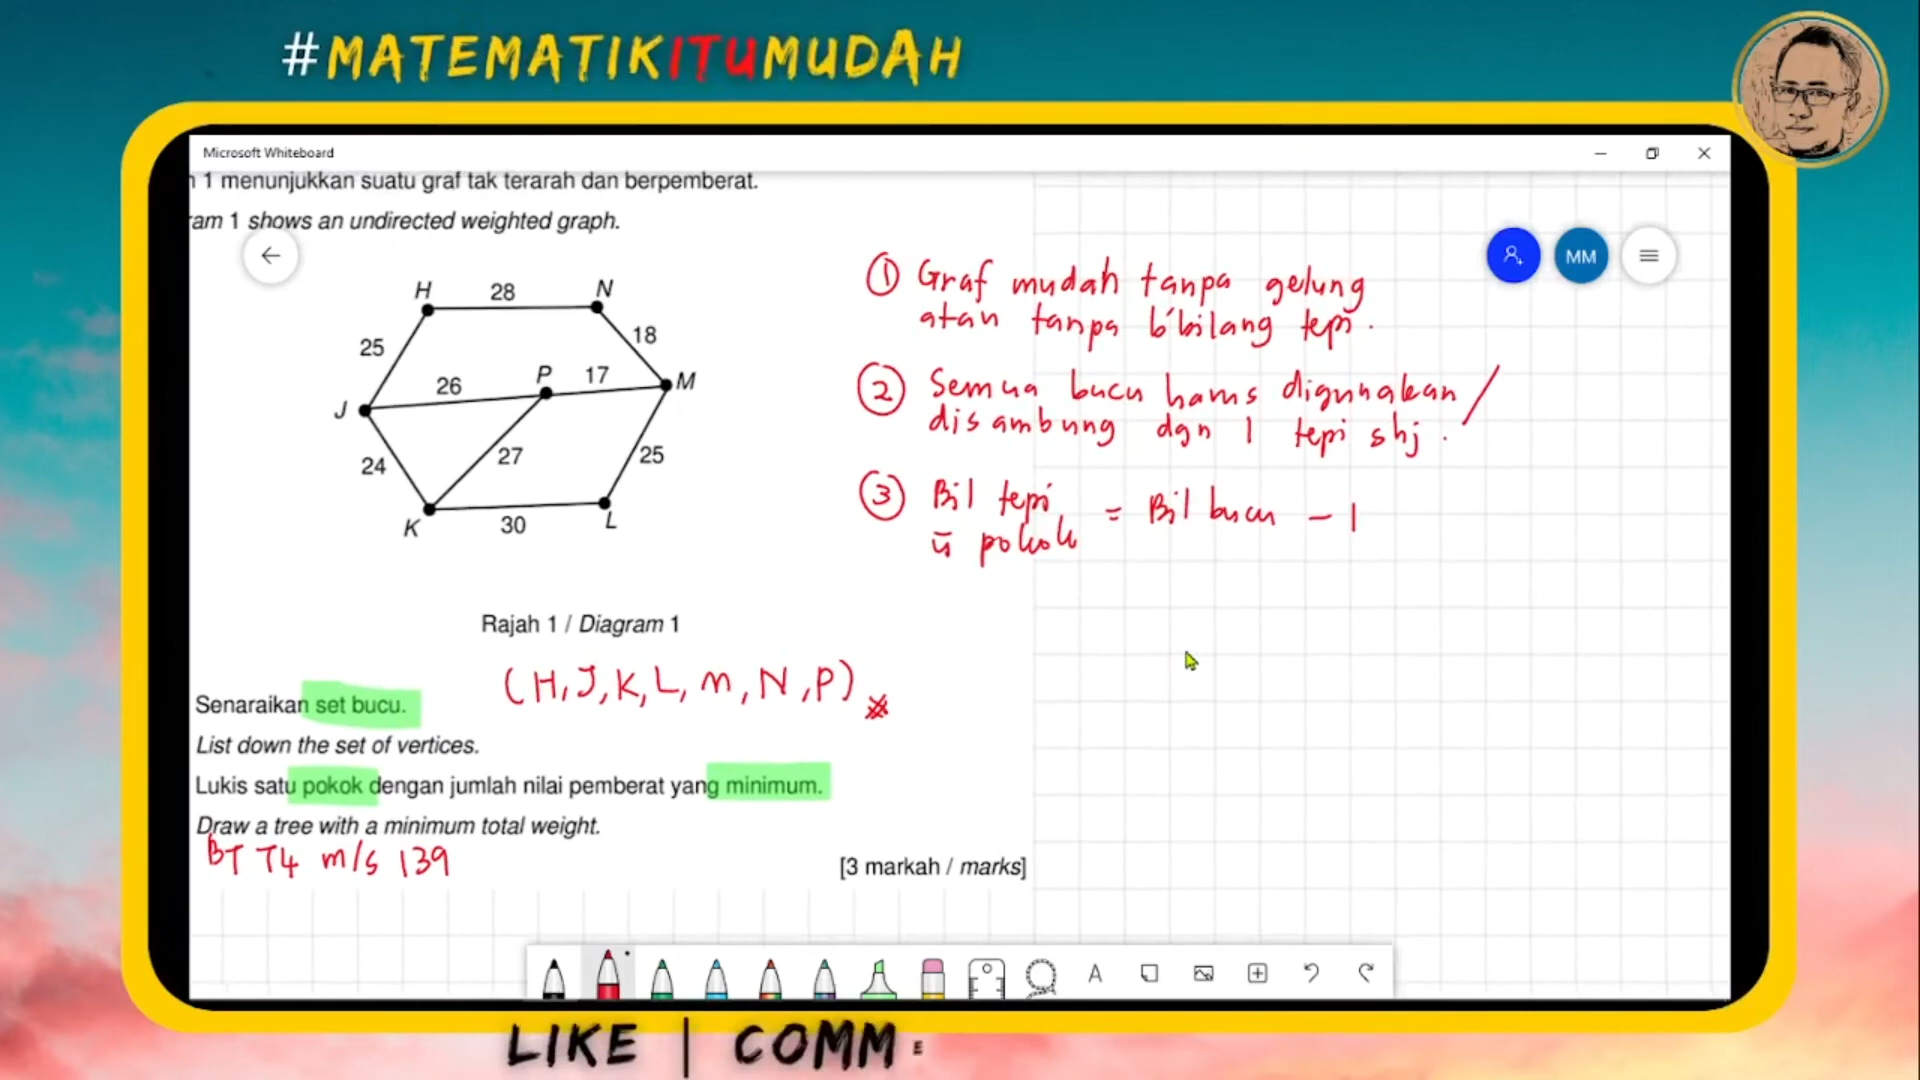 #MATEMATIKITUMUDAH
Microsoft Whiteboard
1 menunjukkan suatu graf tak terarah dan berpemberat.
ram 1 shows an undirected weighted graph.
H 28 N
25 18
P 17 M
26
J
24 27 25
K 30 L
Rajah 1 / Diagram 1
① Graf mudah tanpa gelung
atau tanpa b'bilang tepi.
② Semua bucu harus digunakan /
disambung dgn 1 tepi shj.
③ Bil tepi = Bil bucu - 1
u pokok
MM
(H, J, K, L, M, N, P)
Senaraikan set bucu.
List down the set of vertices.
Lukis satu pokok dengan jumlah nilai pemberat yang minimum.
Draw a tree with a minimum total weight.
BT T4 m/s 139
[3 markah / marks]
A
LIKE | COMM E